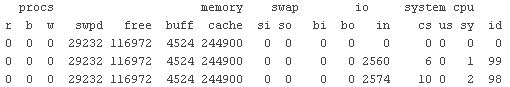 procs memory swap io system cpu
r b w swpd free buff cache si so bi bo in cs us sy id
0 0 0 29232 116972 4524 244900 0 0 0 0 0 0 0 0 0
0 0 0 29232 116972 4524 244900 0 0 0 0 2560 6 0 1 99
0 0 0 29232 116972 4524 244900 0 0 0 0 2574 10 0 2 98